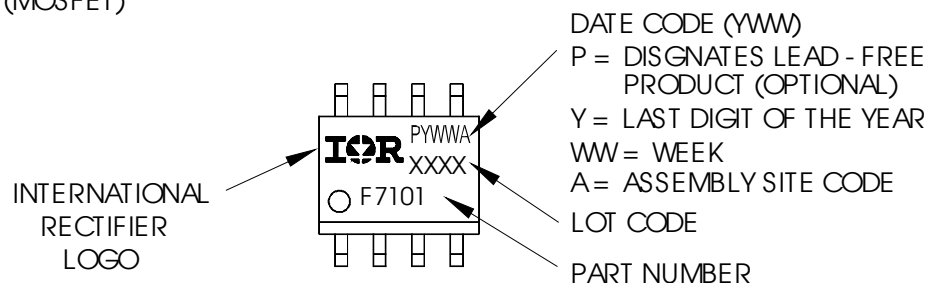 (MOSFET)
DATE CODE (YWW)
P = DISGNATES LEAD - FREE
PRODUCT (OPTIONAL)
Y = LAST DIGIT OF THE YEAR
WW = WEEK
A = ASSEMBLY SITE CODE
LOT CODE
PART NUMBER
INTERNATIONAL
RECTIFIER
LOGO
IOR
PYWWA
XXXX
F7101